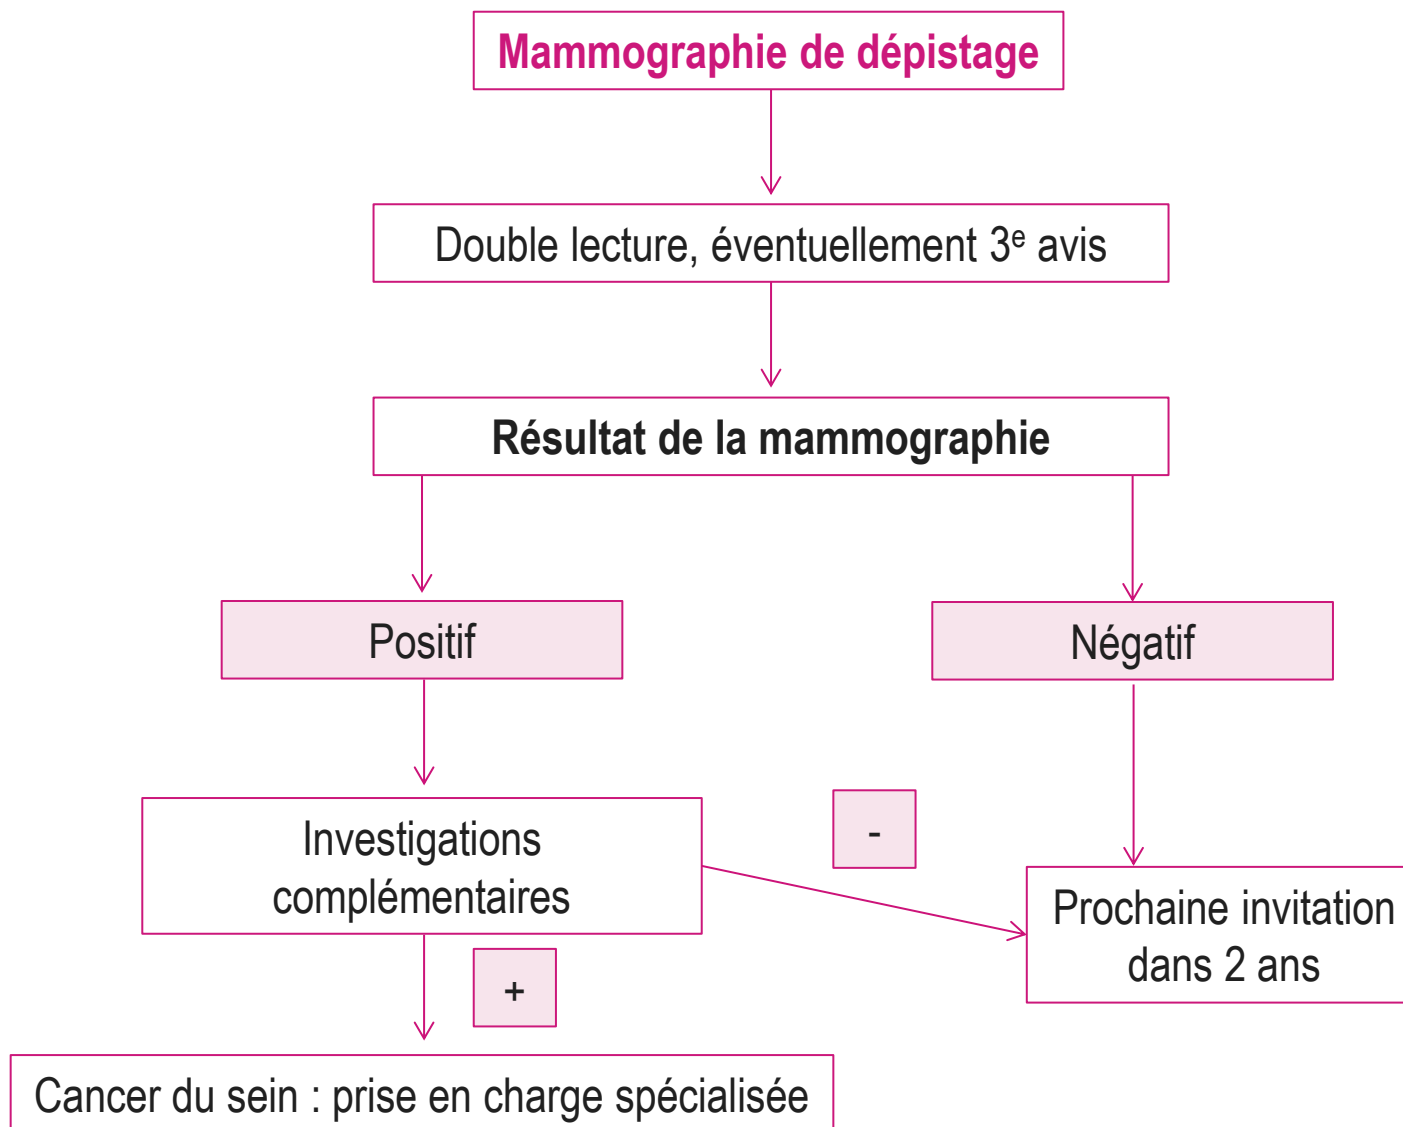 Mammographie de dépistage
Double lecture, éventuellement 3e avis
Résultat de la mammographie
Positif
Négatif
Investigations
complémentaires
-
Prochaine invitation
dans 2 ans
+
Cancer du sein : prise en charge spécialisée